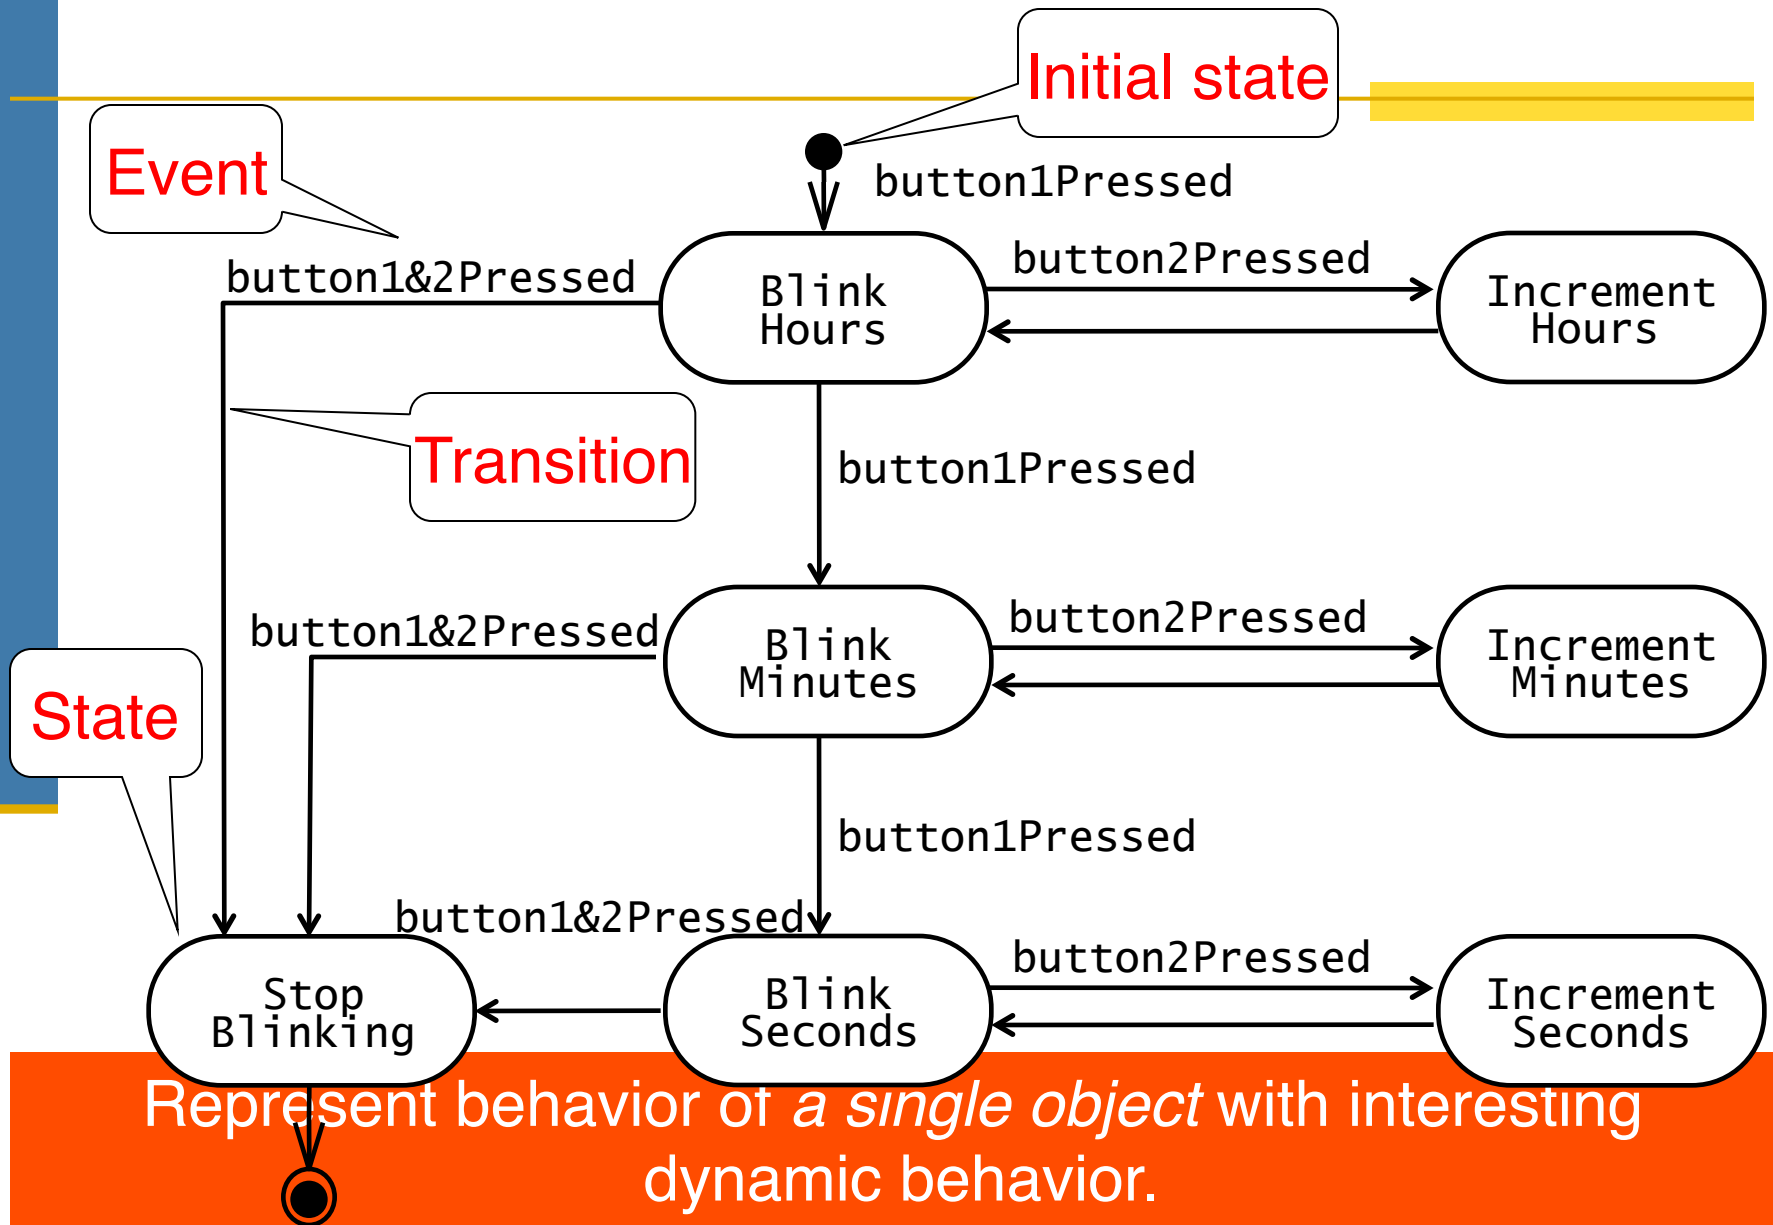 Initial state
Event
button1Pressed
button2Pressed
button1&2Pressed
Blink
Hours
Increment
Hours
Transition
button1Pressed
button2Pressed
button1&2Pressed
Blink
Minutes
Increment
Minutes
State
button1Pressed
button1&2Pressed
button2Pressed
Stop
Blinking
Blink
Seconds
Increment
Seconds
Represent behavior of a single object with interesting
dynamic behavior.